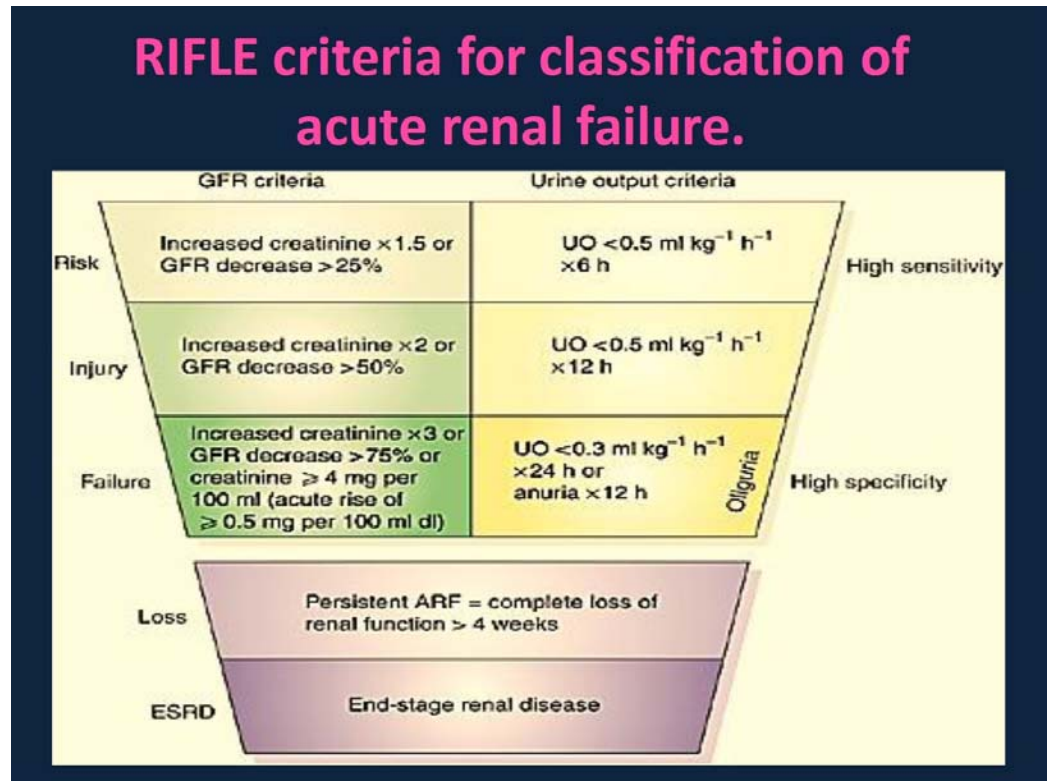 RIFLE criteria for classification of
acute renal failure.
GFR criteria
Urine output criteria
Risk
Increased creatinine ×1.5 or
GFR decrease >25%
UO <0.5 ml kg⁻¹ h⁻¹
×6 h
High sensitivity
Injury
Increased creatinine ×2 or
GFR decrease >50%
UO <0.5 ml kg⁻¹ h⁻¹
×12 h
Failure
Increased creatinine ×3 or
GFR decrease >75% or
creatinine ⩾ 4 mg per
100 ml (acute rise of
⩾ 0.5 mg per 100 ml dl)
UO <0.3 ml kg⁻¹ h⁻¹
×24 h or
anuria ×12 h
Oliguria
High specificity
Loss
Persistent ARF = complete loss of
renal function > 4 weeks
ESRD
End-stage renal disease